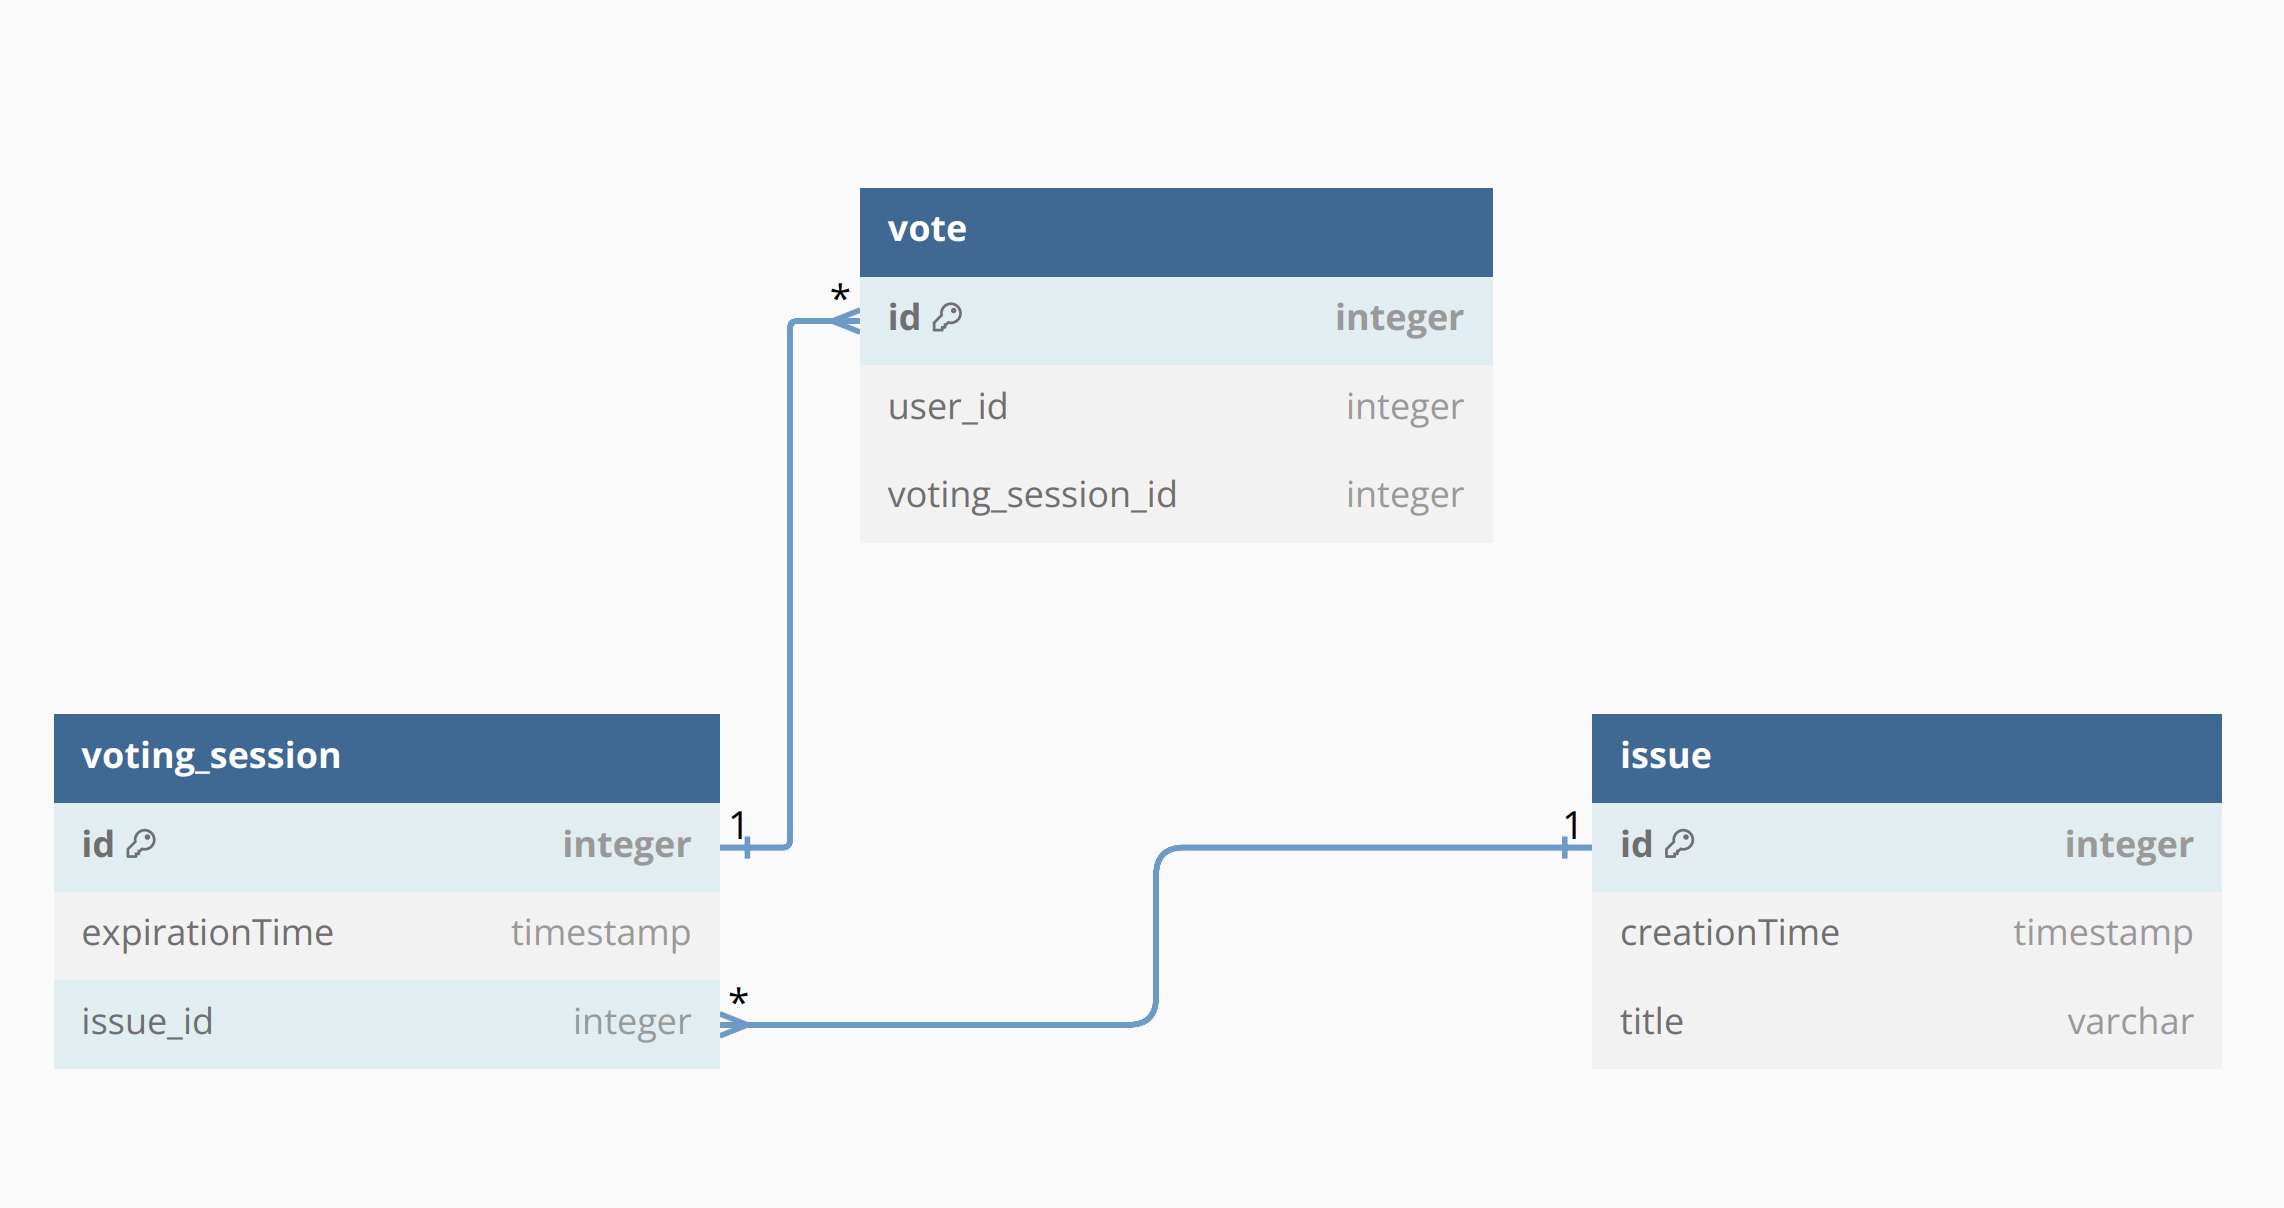 vote
*
id integer
user_id integer
voting_session_id integer
voting_session
1
id integer
expirationTime timestamp
*
issue_id integer
issue
1
id integer
creationTime timestamp
title varchar